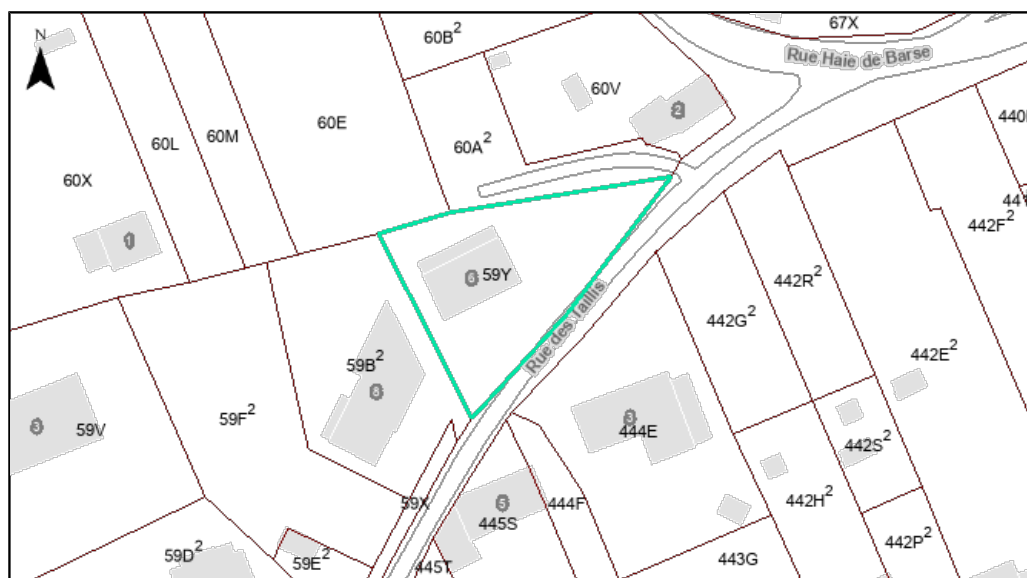 67X
N
60B²
Rue Haie de Barse
60V
2
60E
60M
60L
60A²
60X
1
440
442F²
59Y
6
442R²
442G²
Rue des Taillis
442E²
59B²
8
59F²
3
59V
3
444E
442S²
59X
5
445S
444F
442H²
442P²
59D²
59E²
445T
443G